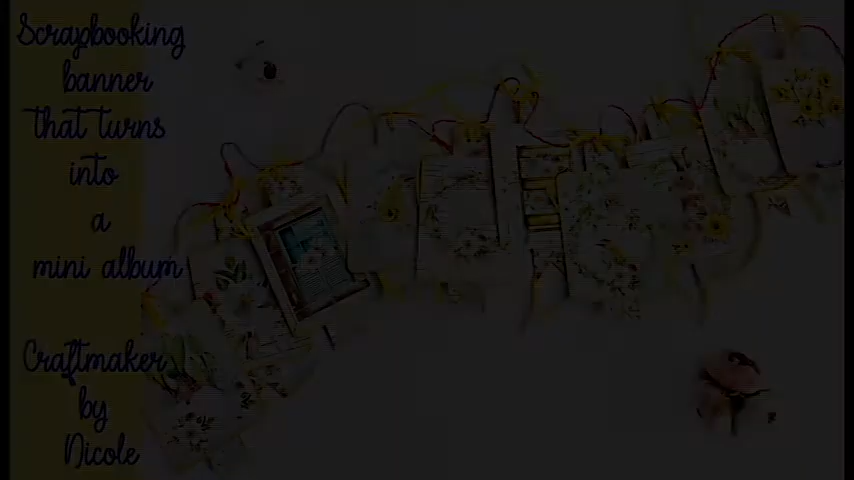 Scrapbooking
banner
that turns
into
a
mini album
Craftmaker
by
Nicole